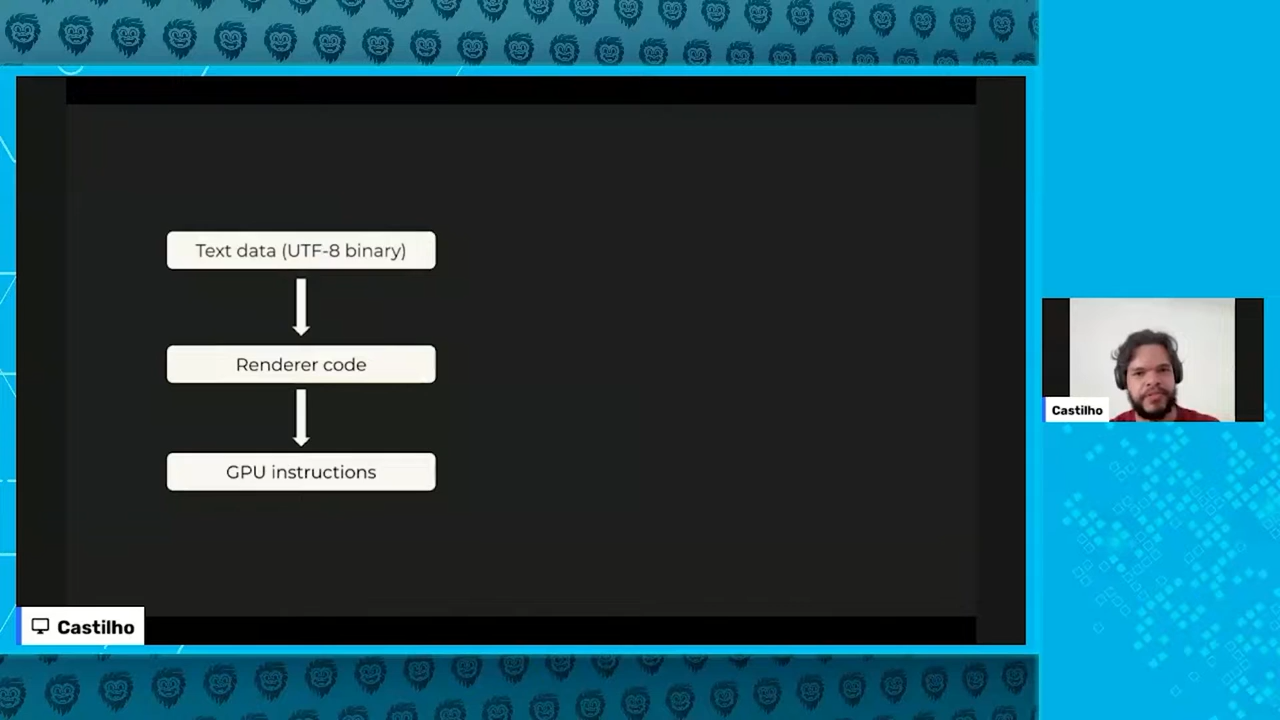 Text data (UTF-8 binary)
Renderer code
GPU instructions
Castilho
Castilho